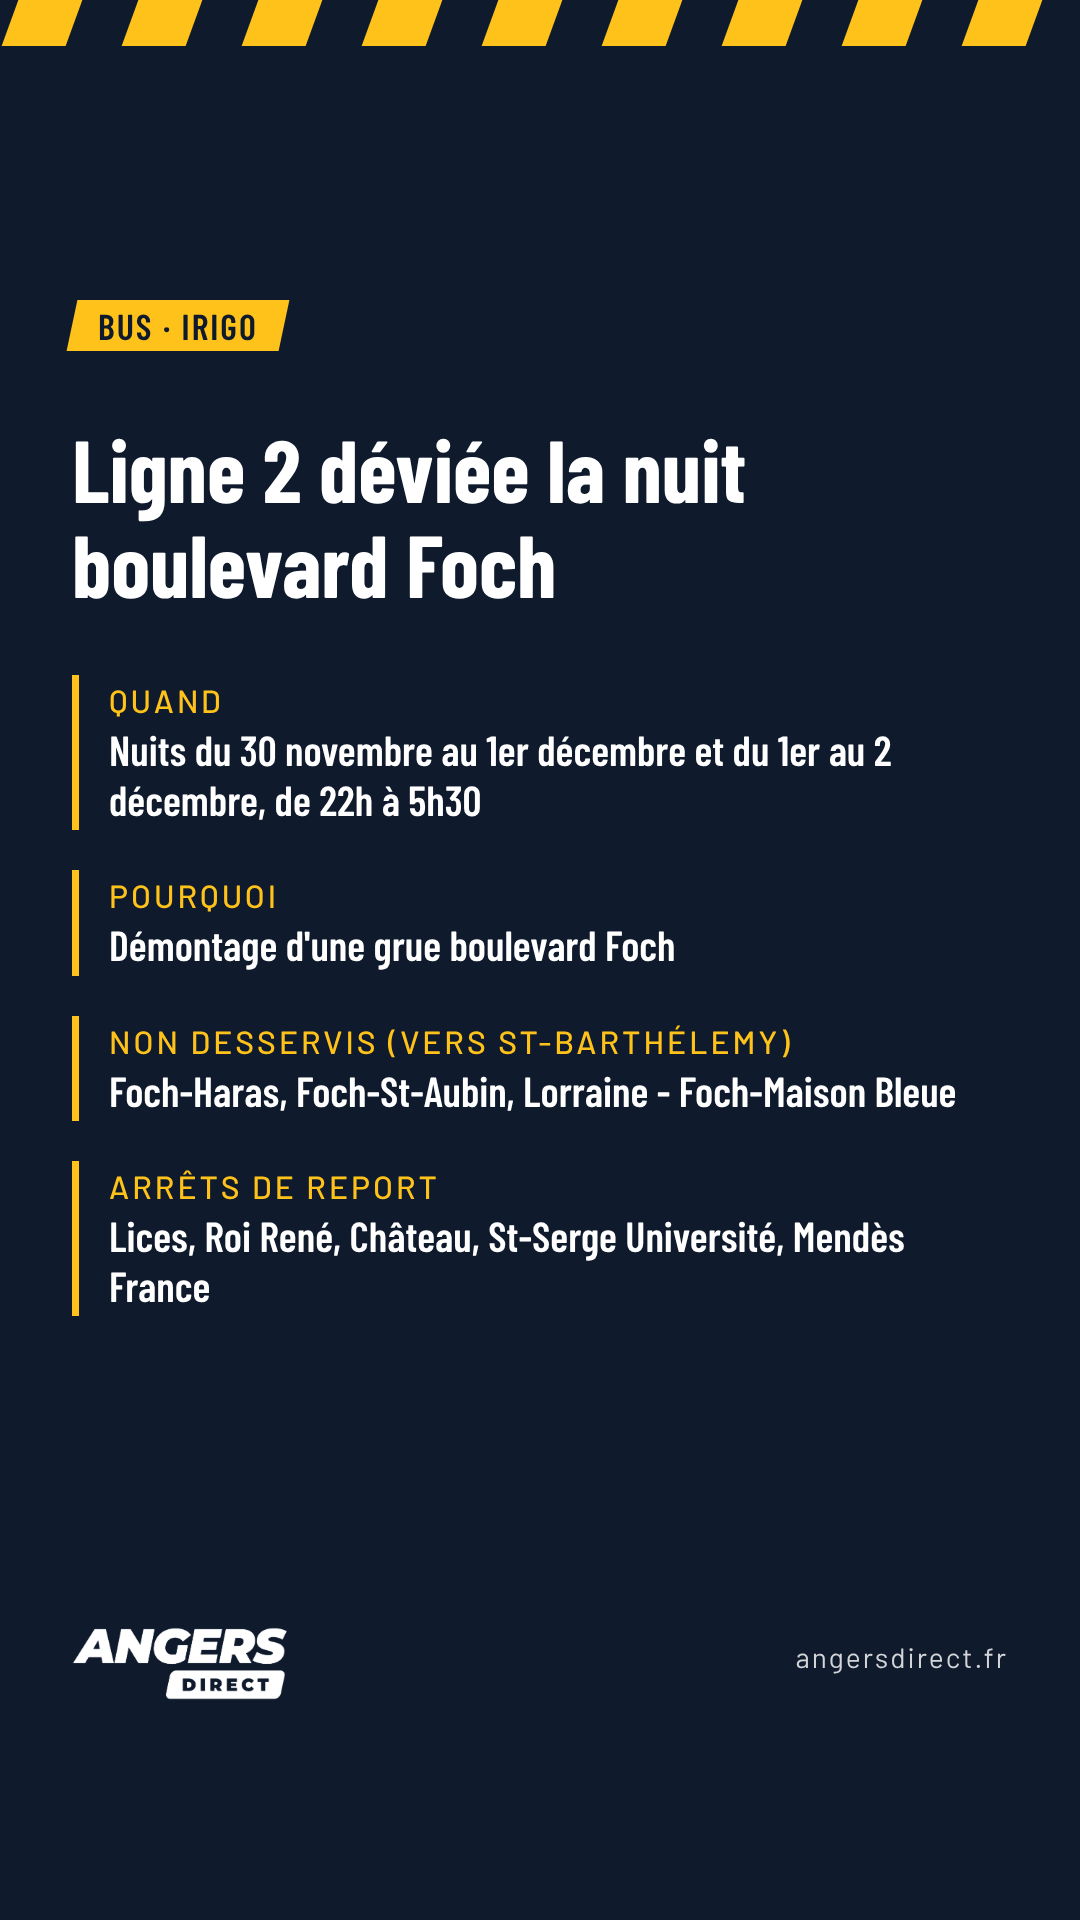 BUS · IRIGO
Ligne 2 déviée la nuit
boulevard Foch
QUAND
Nuits du 30 novembre au 1er décembre et du 1er au 2
décembre, de 22h à 5h30
POURQUOI
Démontage d'une grue boulevard Foch
NON DESSERVIS (VERS ST-BARTHÉLEMY)
Foch-Haras, Foch-St-Aubin, Lorraine - Foch-Maison Bleue
ARRÊTS DE REPORT
Lices, Roi René, Château, St-Serge Université, Mendès
France
ANGERS
DIRECT
angersdirect.fr